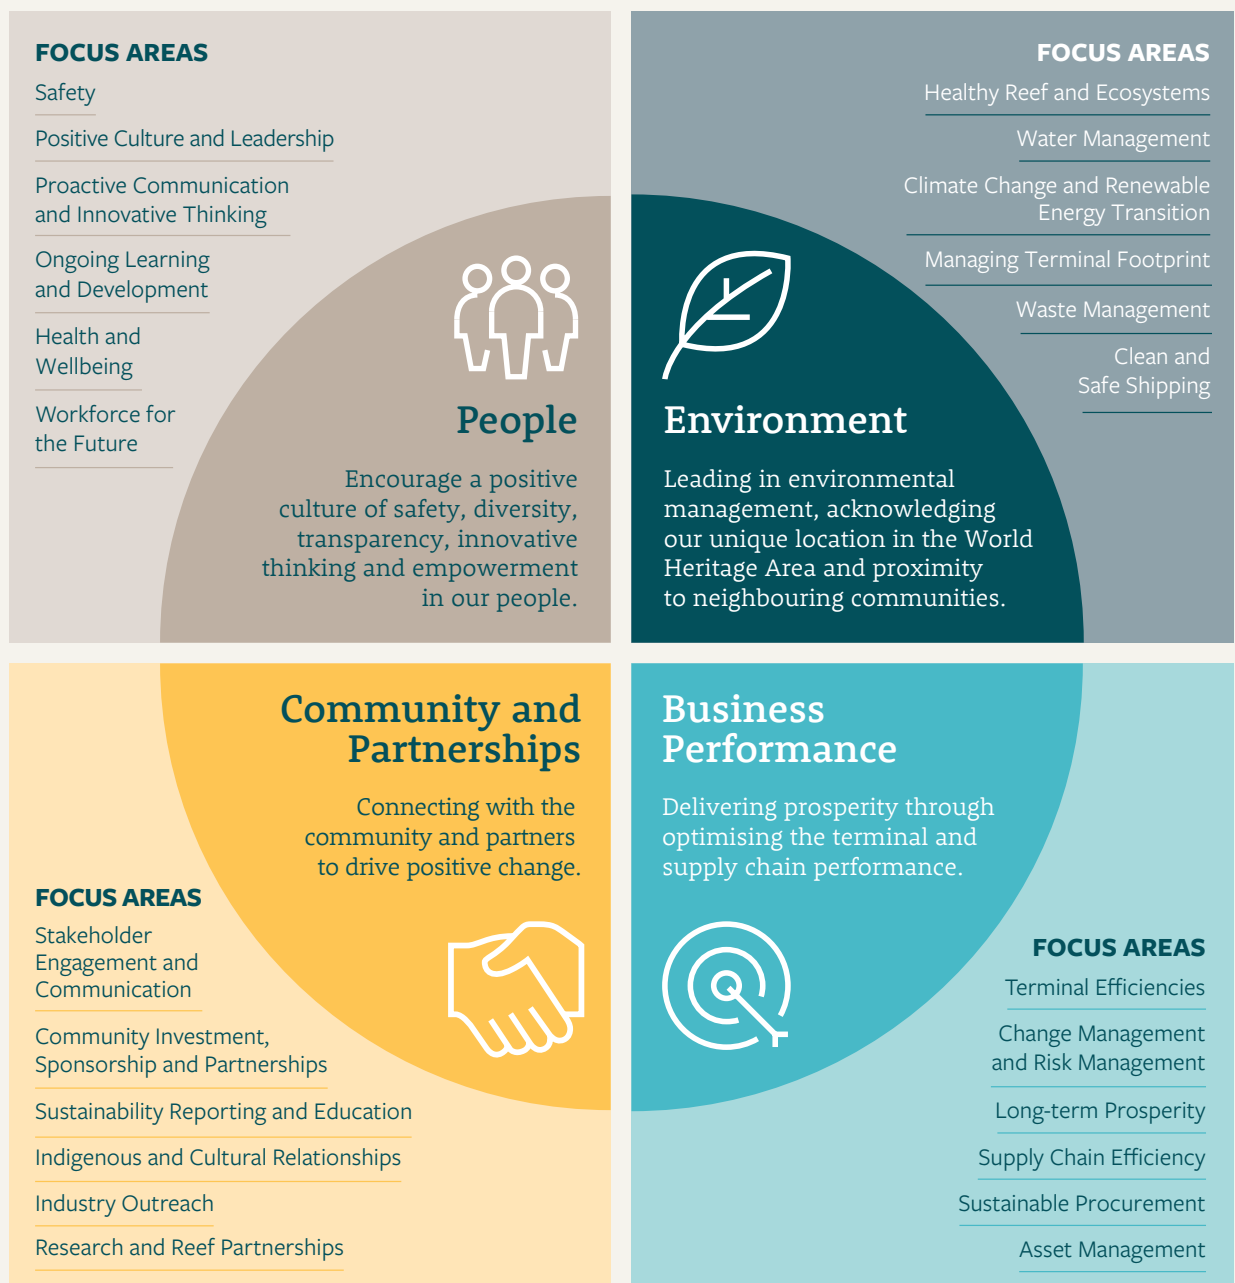 FOCUS AREAS
Safety
Positive Culture and Leadership
Proactive Communication
and Innovative Thinking
Ongoing Learning
and Development
Health and
Wellbeing
Workforce for
the Future
People
Encourage a positive
culture of safety, diversity,
transparency, innovative
thinking and empowerment
in our people.
FOCUS AREAS
Healthy Reef and Ecosystems
Water Management
Climate Change and Renewable
Energy Transition
Managing Terminal Footprint
Waste Management
Clean and
Safe Shipping
Environment
Leading in environmental
management, acknowledging
our unique location in the World
Heritage Area and proximity
to neighbouring communities.
Community and
Partnerships
Connecting with the
community and partners
to drive positive change.
FOCUS AREAS
Stakeholder
Engagement and
Communication
Community Investment,
Sponsorship and Partnerships
Sustainability Reporting and Education
Indigenous and Cultural Relationships
Industry Outreach
Research and Reef Partnerships
Business
Performance
Delivering prosperity through
optimising the terminal and
supply chain performance.
FOCUS AREAS
Terminal Efficiencies
Change Management
and Risk Management
Long-term Prosperity
Supply Chain Efficiency
Sustainable Procurement
Asset Management